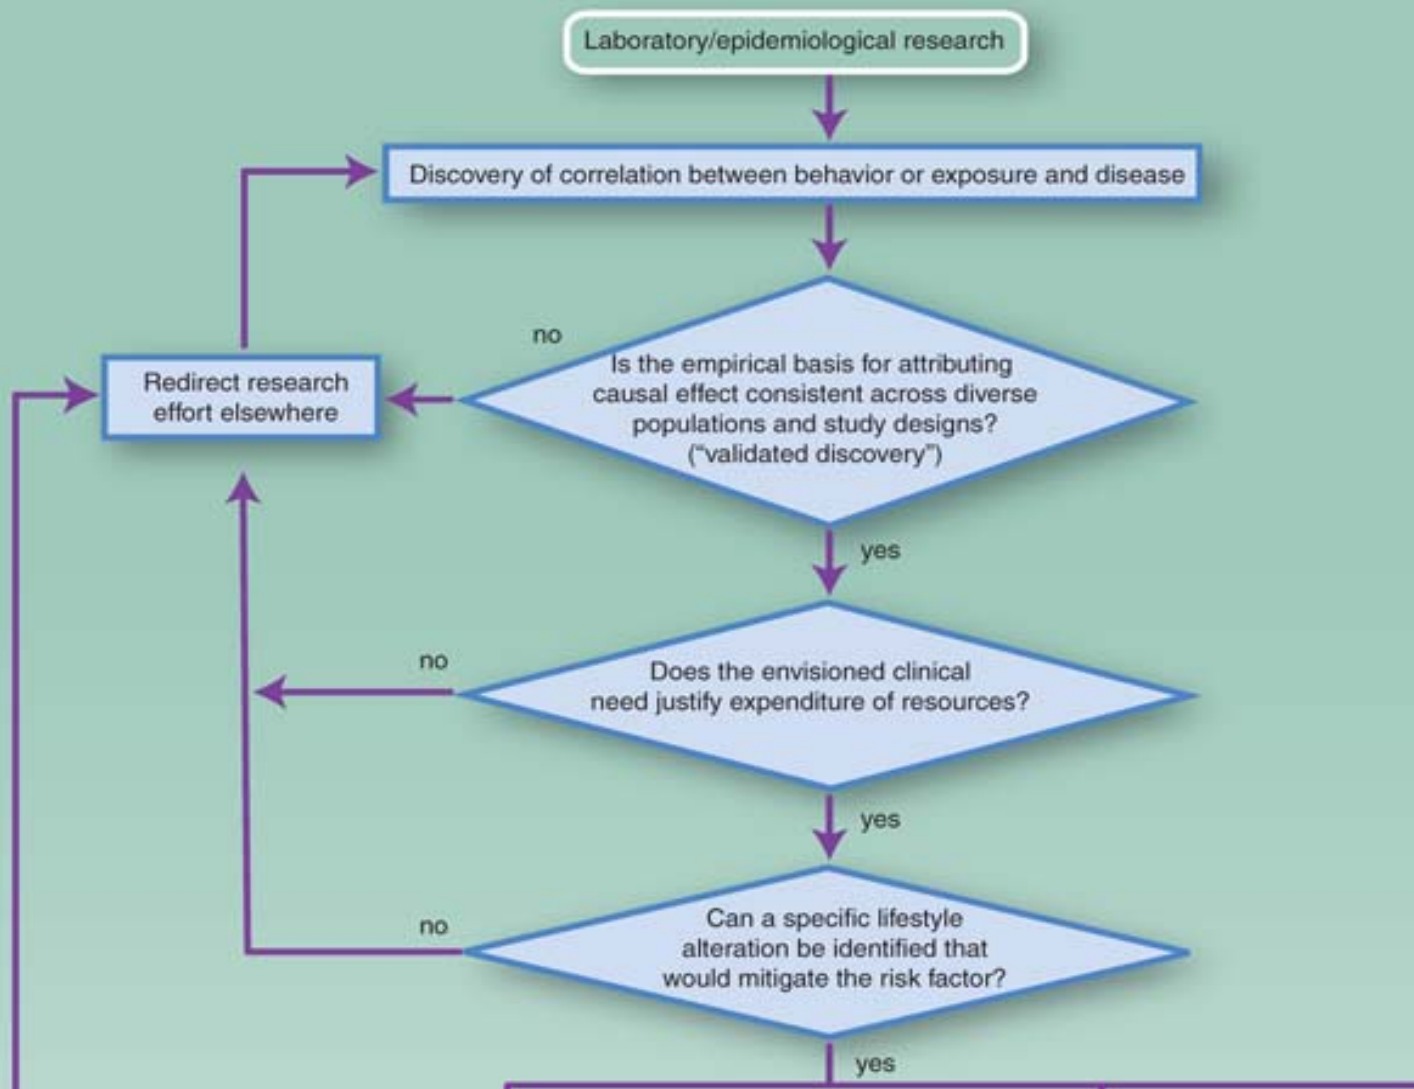 Laboratory/epidemiological research
Discovery of correlation between behavior or exposure and disease
no
Is the empirical basis for attributing
causal effect consistent across diverse
populations and study designs?
(“validated discovery”)
Redirect research
effort elsewhere
yes
no
Does the envisioned clinical
need justify expenditure of resources?
yes
no
Can a specific lifestyle
alteration be identified that
would mitigate the risk factor?
yes